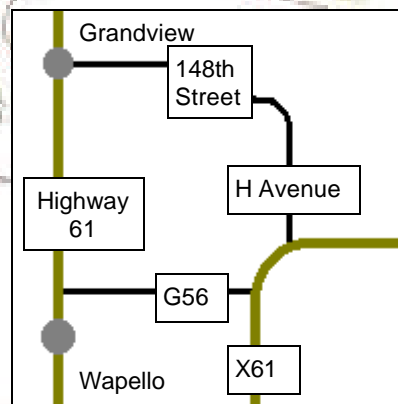 Grandview
148th
Street
H Avenue
Highway
61
G56
X61
Wapello